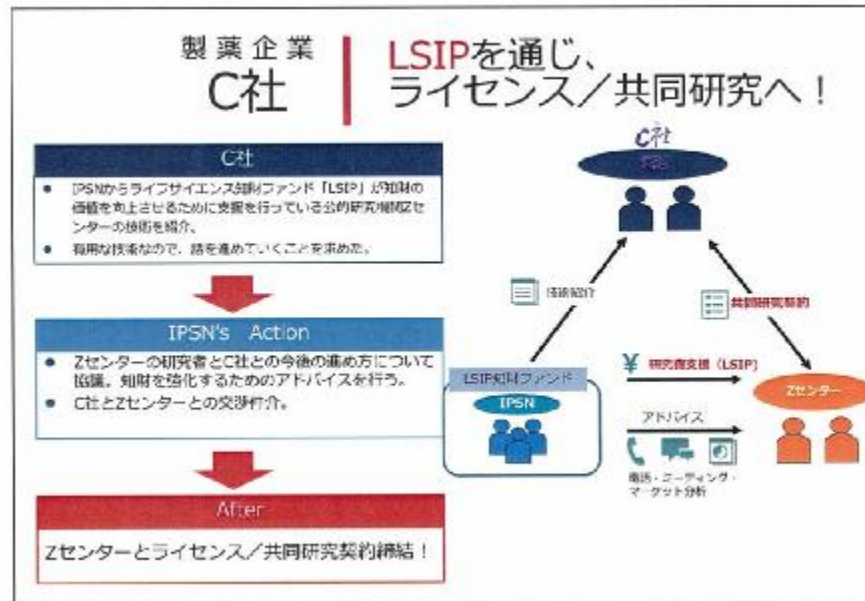 製薬企業
C社
LSIPを通じ、
ライセンス／共同研究へ！
C社
● IPSNからライフサイエンス知財ファンド「LSIP」が知財の
価値を向上させるために支援を行っている公的研究機関Zセ
ンターの技術を紹介。
● 有用な技術なので、話を進めていくことを求めた。
IPSN's Action
● Zセンターの研究者とC社との今後の進め方について
協議。知財を強化するためのアドバイスを行う。
● C社とZセンターとの交渉仲介。
After
Zセンターとライセンス／共同研究契約締結！
C社
技術紹介
共同研究契約
LSIP知財ファンド
IPSN
¥ 研究費支援（LSIP）
Zセンター
アドバイス
電話・ミーティング・
マーケット分析